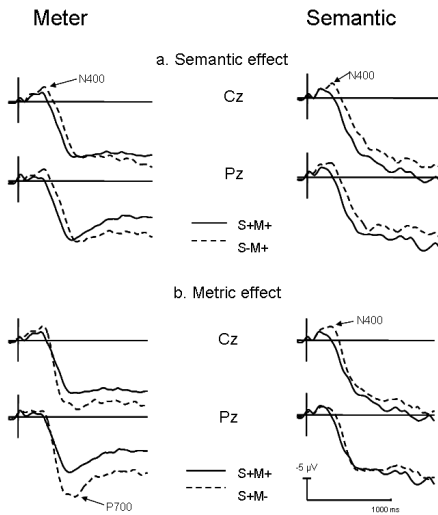 Meter Semantic
a. Semantic effect
N400 N400
Cz
Pz
S+M+
S-M+
b. Metric effect
N400
Cz
Pz
S+M+
S+M-
P700
-5 µV
1000 ms